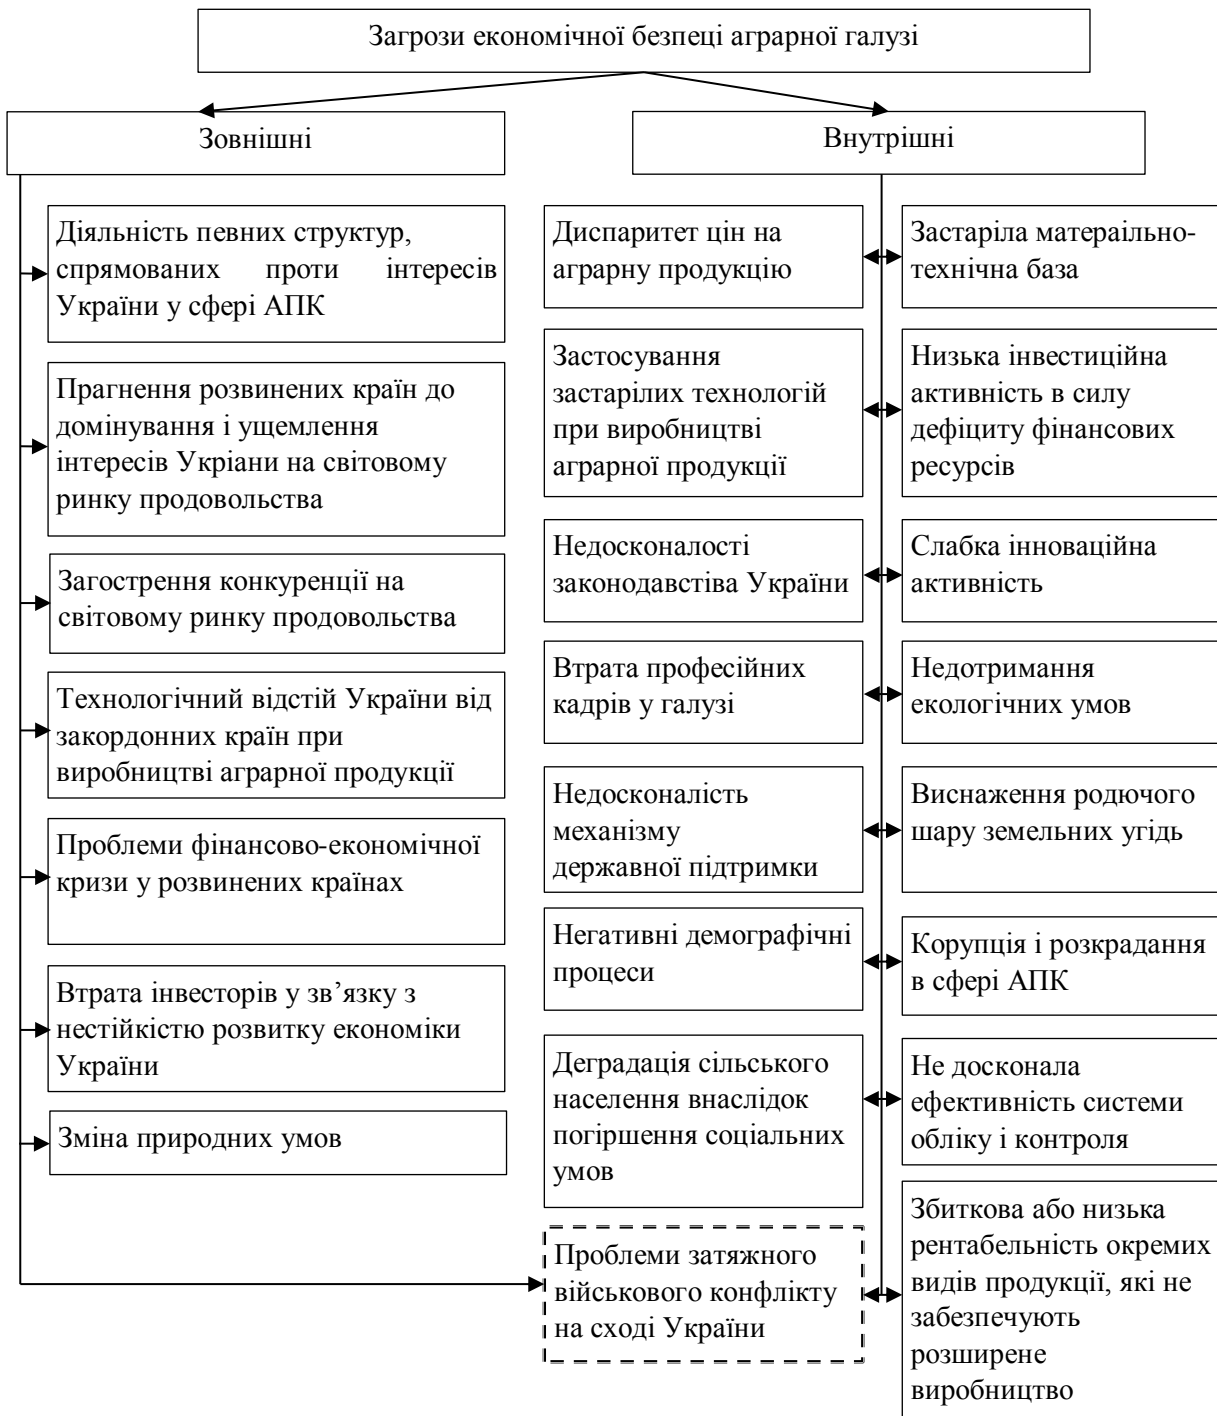 Загрози економічної безпеці аграрної галузі
Зовнішні
Діяльність певних структур,
спрямованих проти інтересів
України у сфері АПК
Прагнення розвинених країн до
домінування і ущемлення
інтересів Укріани на світовому
ринку продовольства
Загострення конкуренції на
світовому ринку продовольства
Технологічний відстій України від
закордонних країн при
виробництві аграрної продукції
Проблеми фінансово-економічної
кризи у розвинених країнах
Втрата інвесторів у зв’язку з
нестійкістю розвитку економіки
України
Зміна природних умов
Внутрішні
Диспаритет цін на
аграрну продукцію
Застосування
застарілих технологій
при виробництві
аграрної продукції
Недосконалості
законодавстіва України
Втрата професійних
кадрів у галузі
Недосконалість
механізму
державної підтримки
Негативні демографічні
процеси
Деградація сільського
населення внаслідок
погіршення соціальних
умов
Проблеми затяжного
військового конфлікту
на сході України
Застаріла матераільно-
технічна база
Низька інвестиційна
активність в силу
дефіциту фінансових
ресурсів
Слабка інноваційна
активність
Недотримання
екологічних умов
Виснаження родючого
шару земельних угідь
Корупція і розкрадання
в сфері АПК
Не досконала
ефективність системи
обліку і контроля
Збиткова або низька
рентабельність окремих
видів продукції, які не
забезпечують
розширене
виробництво